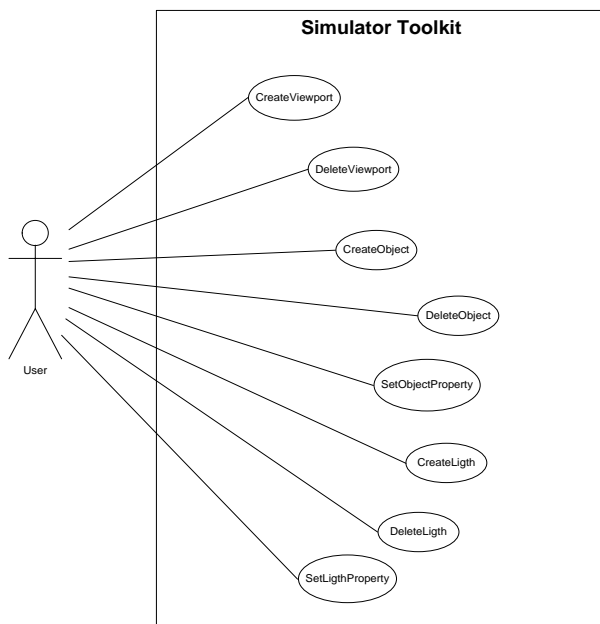 Simulator Toolkit
CreateViewport
DeleteViewport
CreateObject
DeleteObject
User
SetObjectProperty
CreateLigth
DeleteLigth
SetLigthProperty